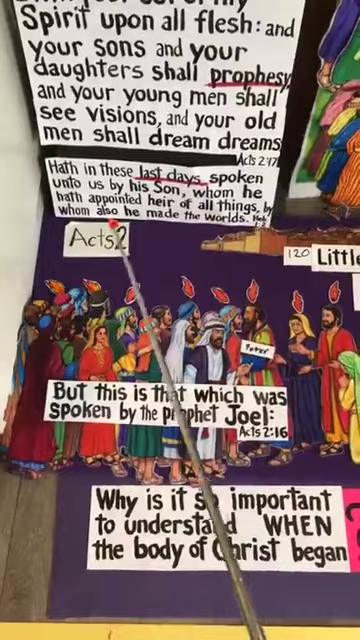 Spirit upon all flesh: and
your sons and your
daughters shall prophesy
and your young men shall
see visions, and your old
men shall dream dreams
Acts 2:17
Hath in these last days spoken
unto us by his Son, whom he
hath appointed heir of all things, by
whom also he made the worlds. Heb
Acts 2
120 Little
Peter
But this is that which was
spoken by the prophet Joel:
Acts 2:16
Why is it so important
to understand WHEN
the body of Christ began